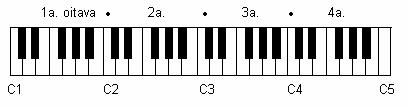 1a. oitava • 2a. • 3a. • 4a.
C1 C2 C3 C4 C5